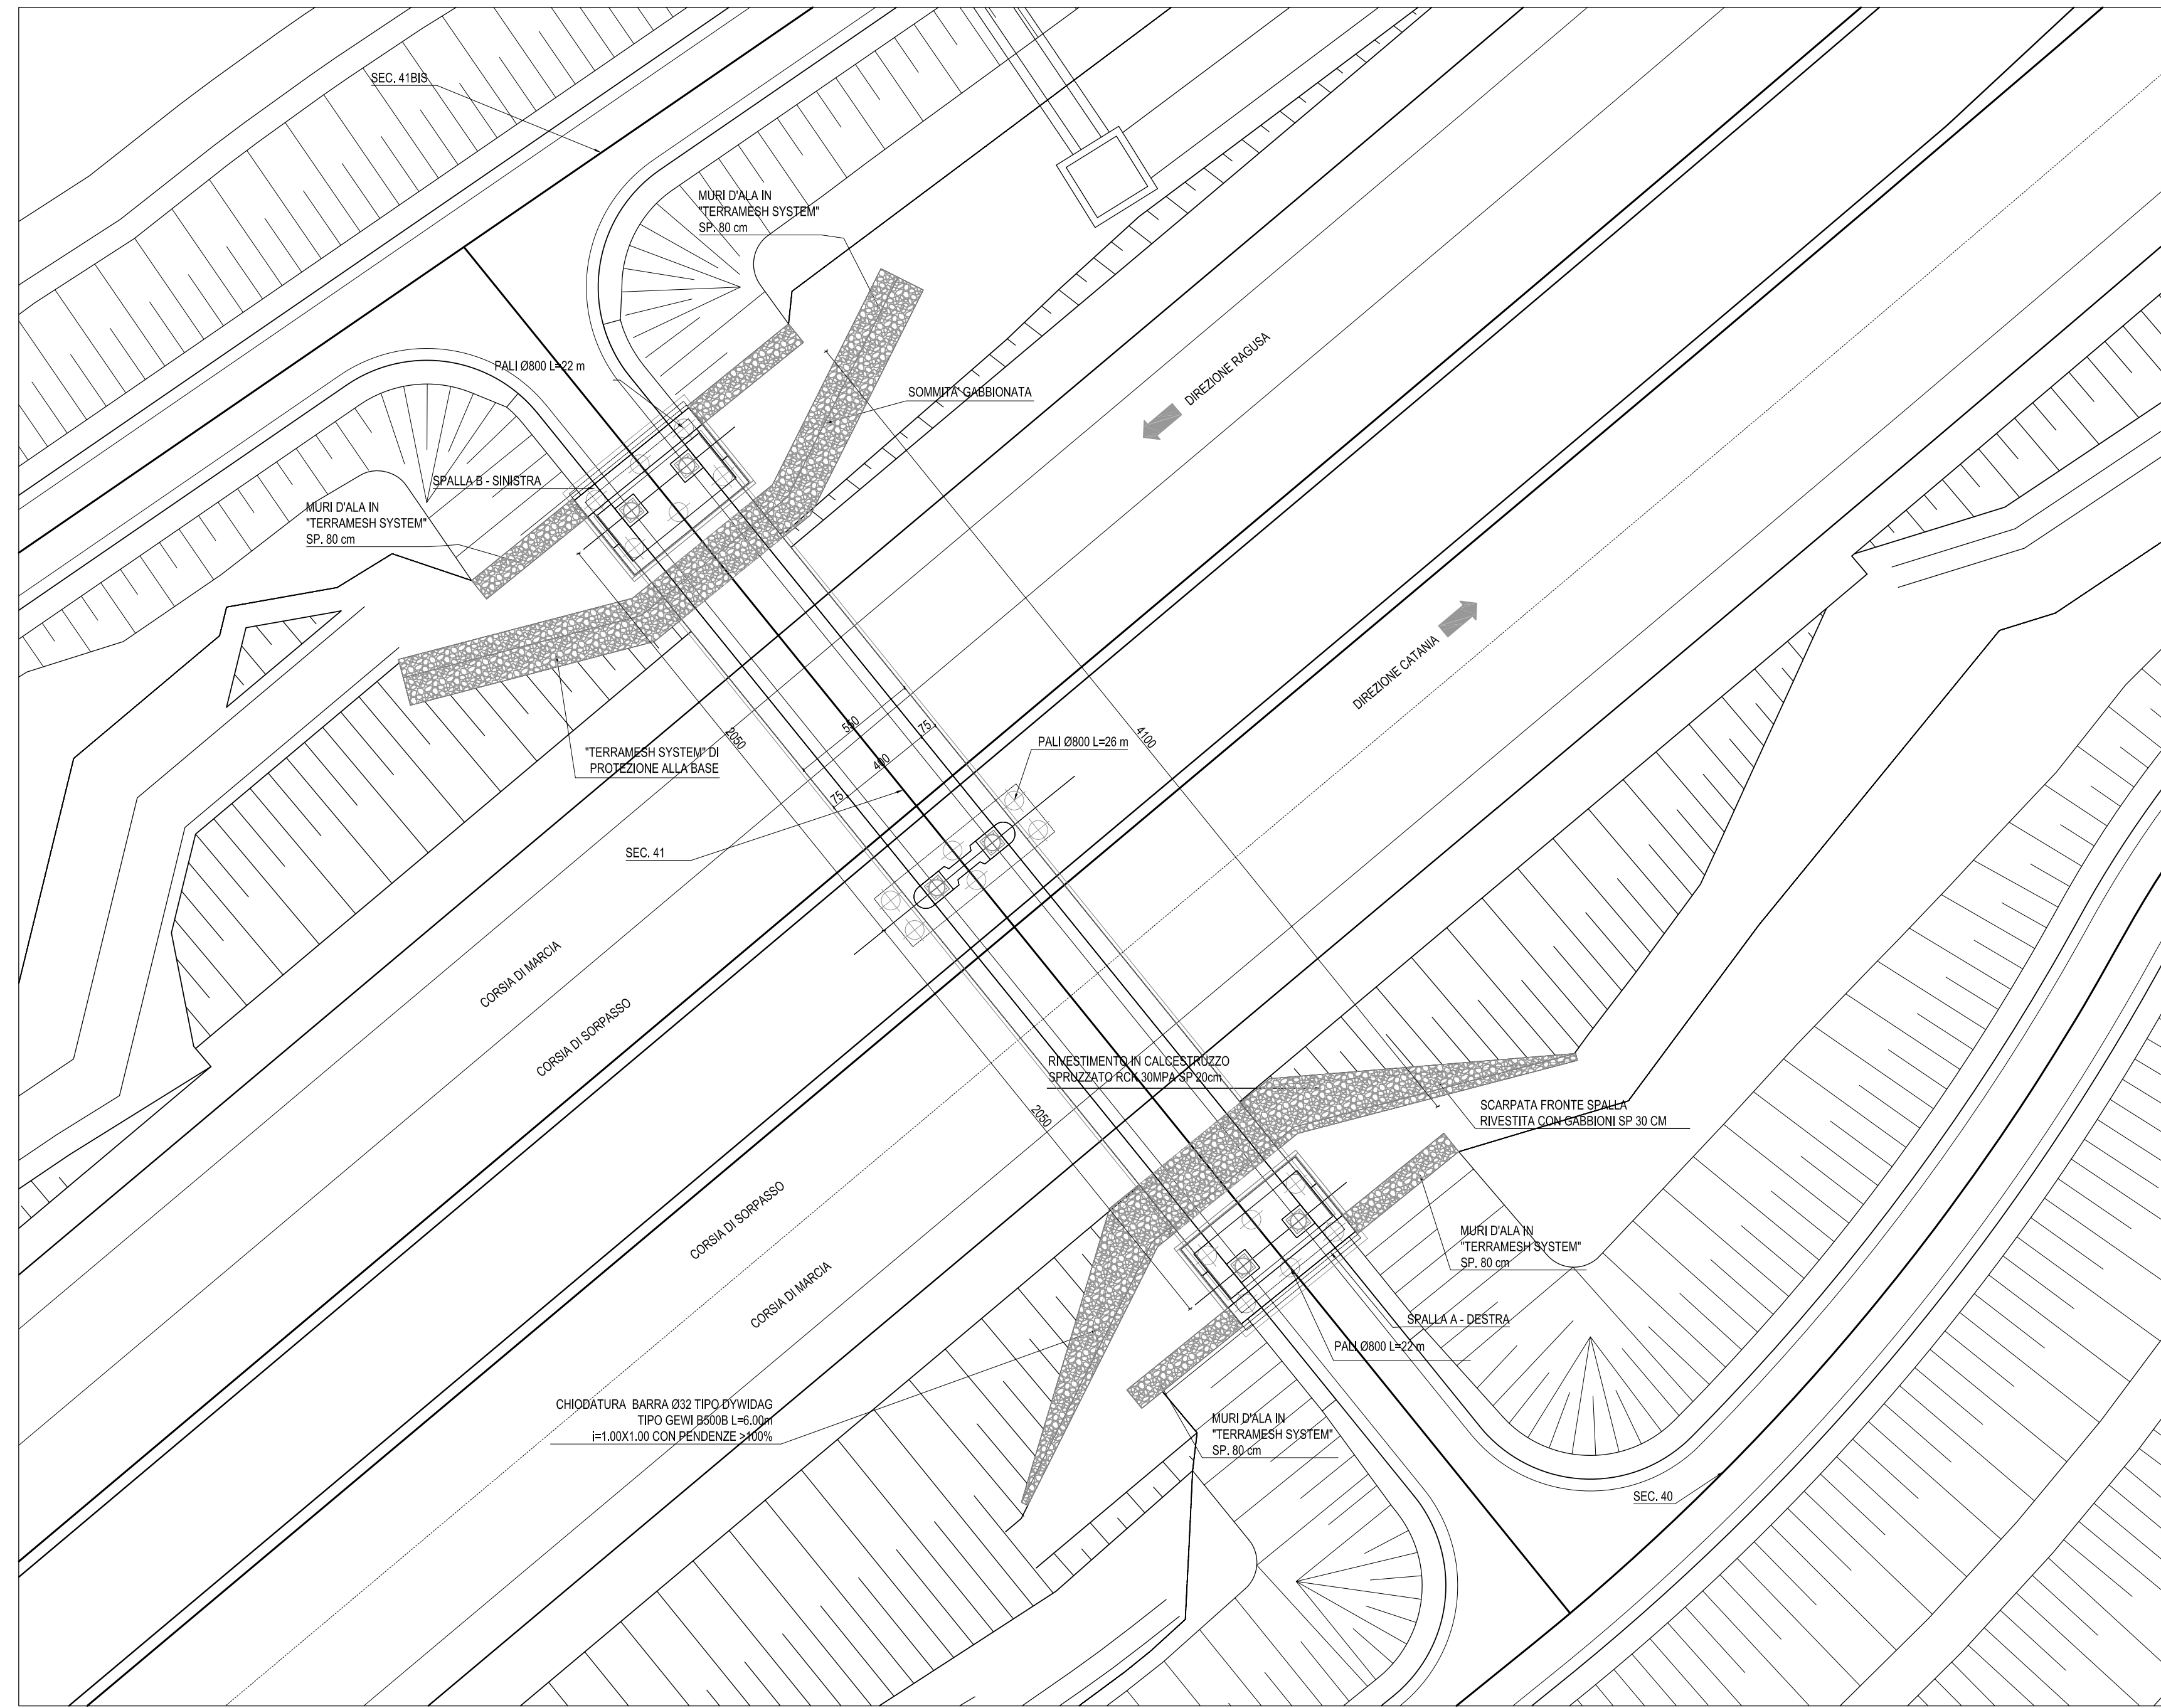 SEC. 41BIS
MURI D'ALA IN
"TERRAMESH SYSTEM"
SP. 80 cm
PALI Ø800 L=22 m
SOMMITA' GABBIONATA
DIREZIONE RAGUSA
SPALLA B - SINISTRA
MURI D'ALA IN
"TERRAMESH SYSTEM"
SP. 80 cm
DIREZIONE CATANIA
"TERRAMESH SYSTEM" DI
PROTEZIONE ALLA BASE
2050
550
75
400
75
4100
PALI Ø800 L=26 m
SEC. 41
CORSIA DI MARCIA
CORSIA DI SORPASSO
RIVESTIMENTO IN CALCESTRUZZO
SPRUZZATO RCK 30MPA SP 20cm
2050
SCARPATA FRONTE SPALLA
RIVESTITA CON GABBIONI SP 30 CM
CORSIA DI SORPASSO
CORSIA DI MARCIA
MURI D'ALA IN
"TERRAMESH SYSTEM"
SP. 80 cm
SPALLA A - DESTRA
PALI Ø800 L=22 m
CHIODATURA BARRA Ø32 TIPO DYWIDAG
TIPO GEWI B500B L=6.00m
i=1.00X1.00 CON PENDENZE >100%
MURI D'ALA IN
"TERRAMESH SYSTEM"
SP. 80 cm
SEC. 40